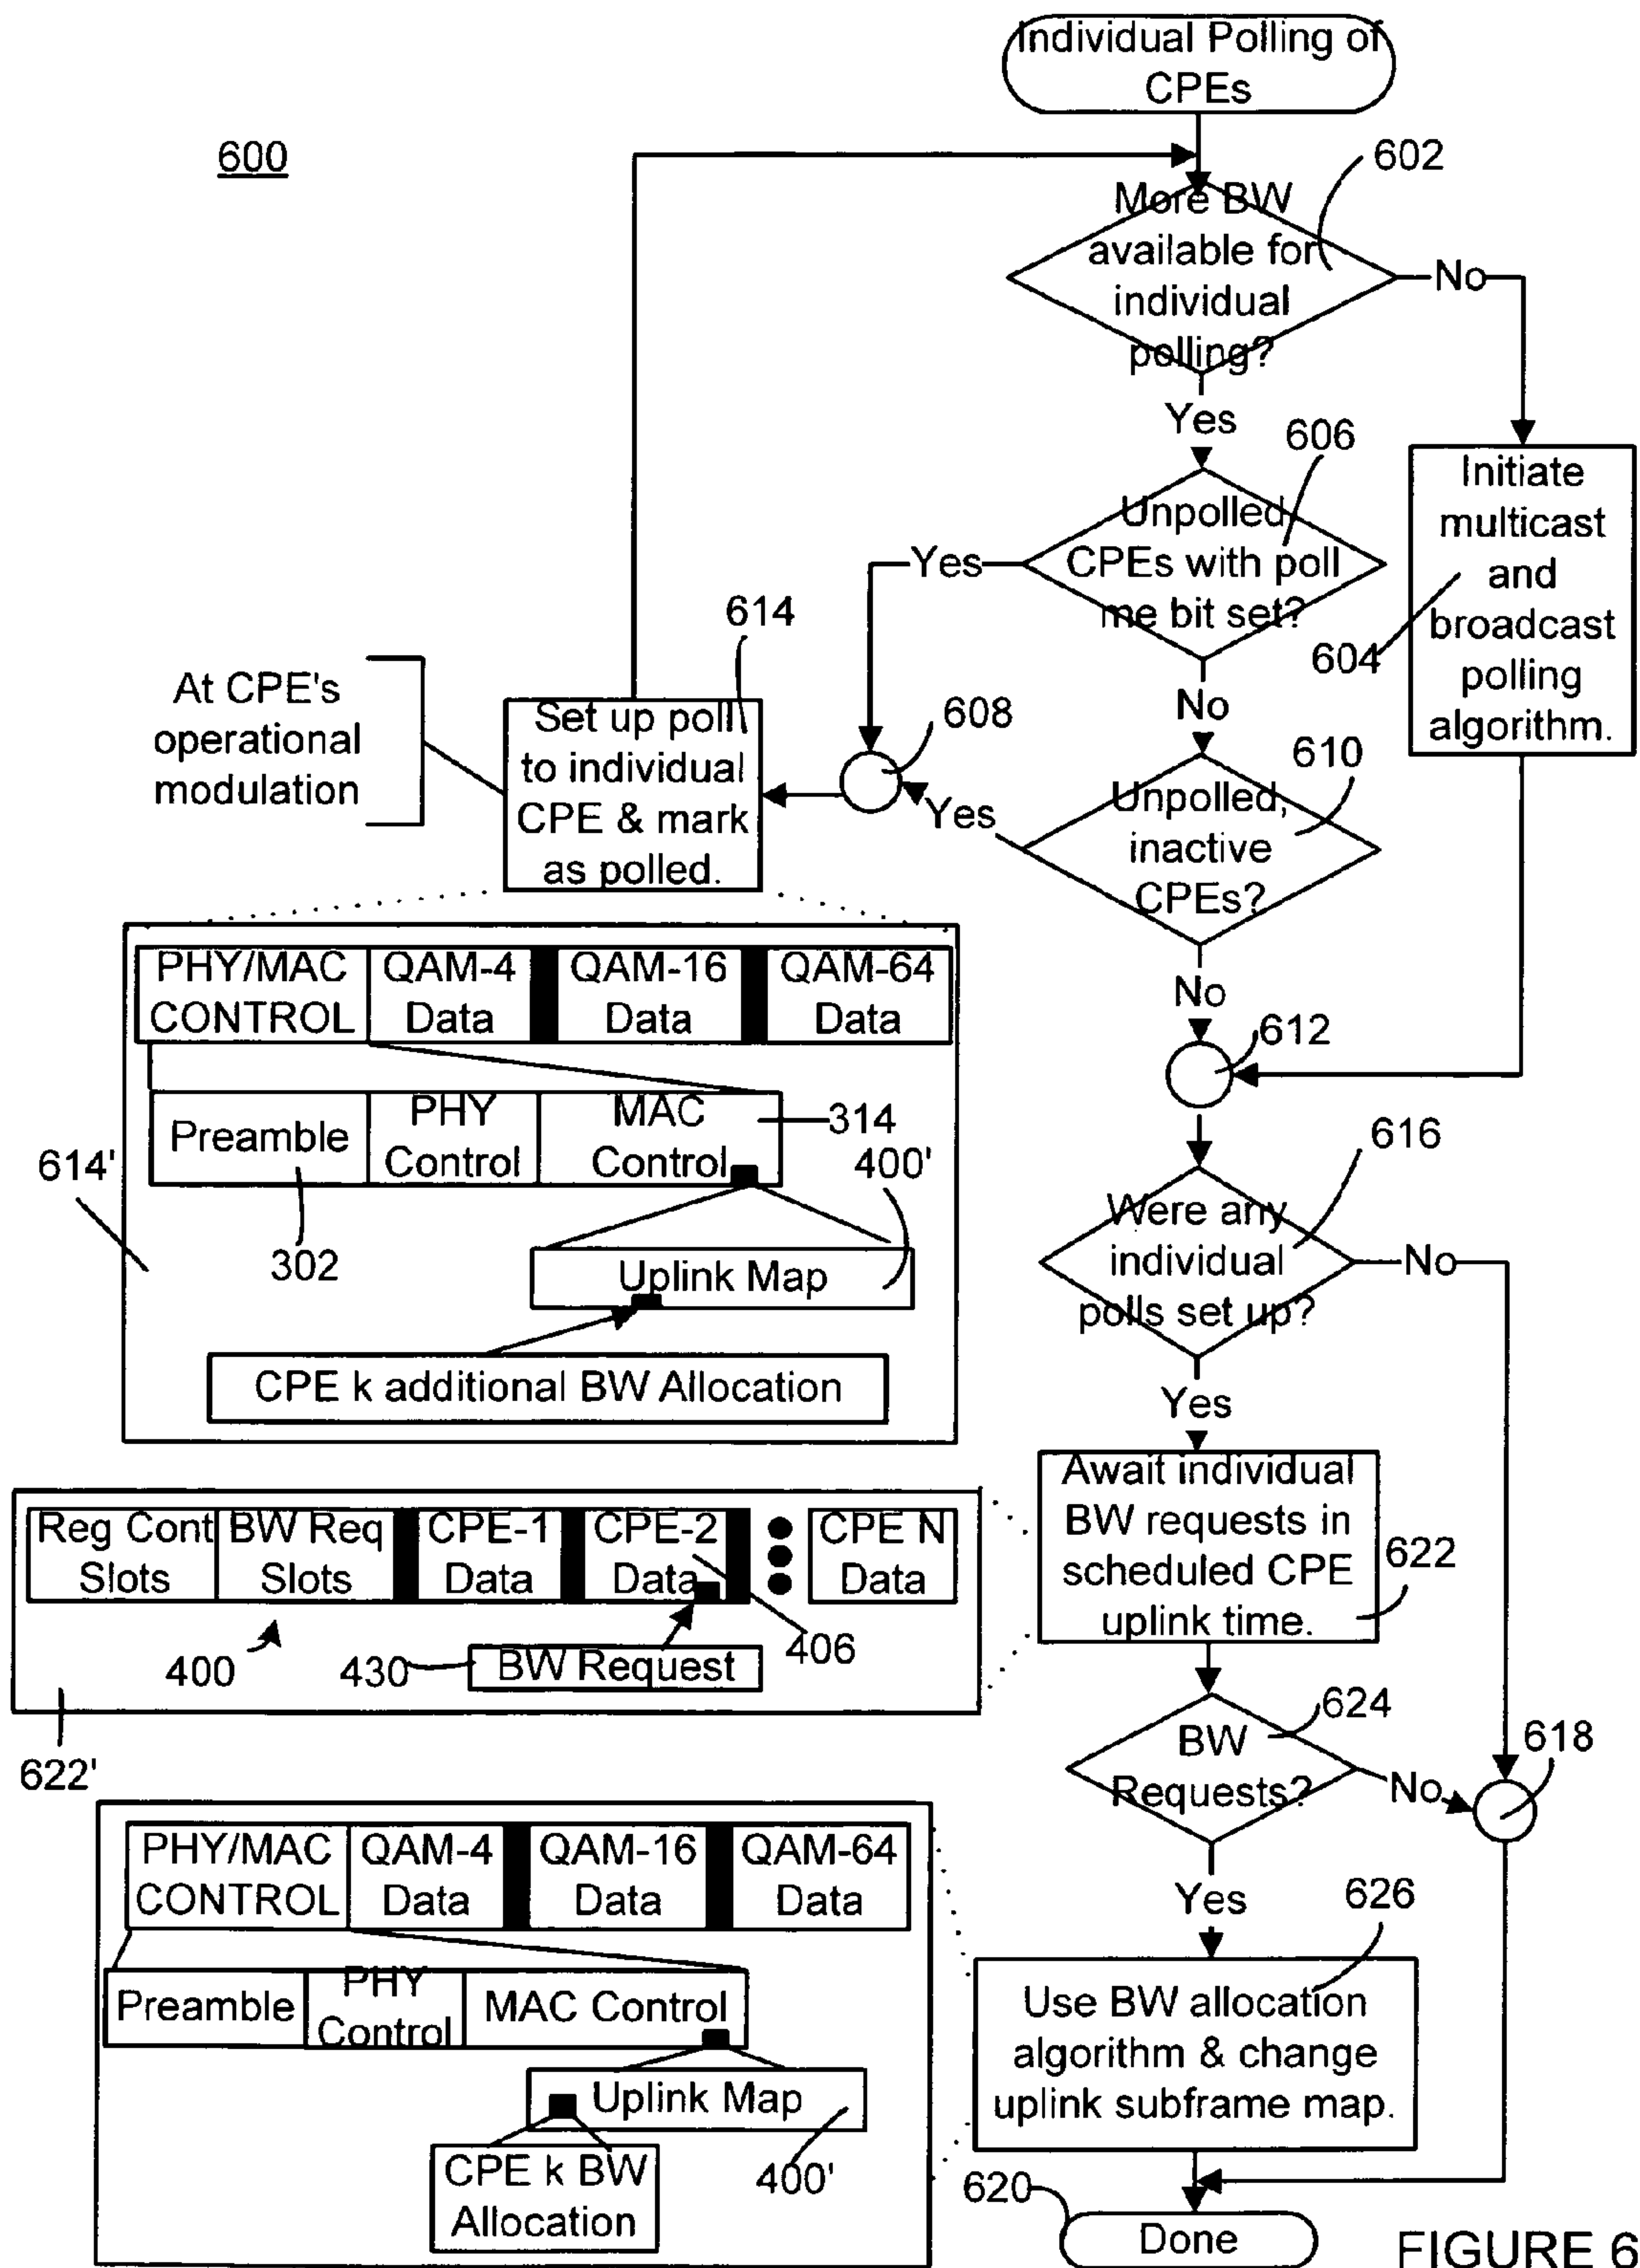 Individual Polling of
CPEs
600
602
More BW
available for
individual
polling?
No
Yes
606
Unpolled
CPEs with poll
me bit set?
Yes
Initiate
multicast
and
broadcast
polling
algorithm.
604
614
At CPE's
operational
modulation
Set up poll
to individual
CPE & mark
as polled.
608
No
610
Unpolled,
inactive
CPEs?
Yes
No
612
PHY/MAC
CONTROL
QAM-4
Data
QAM-16
Data
QAM-64
Data
Preamble
PHY
Control
MAC
Control
314
400'
614'
302
Uplink Map
CPE k additional BW Allocation
616
Were any
individual
polls set up?
No
Yes
Reg Cont
Slots
BW Req
Slots
CPE-1
Data
CPE-2
Data
CPE N
Data
400
430
BW Request
406
622'
Await individual
BW requests in
scheduled CPE
uplink time.
622
624
BW
Requests?
No
618
Yes
PHY/MAC
CONTROL
QAM-4
Data
QAM-16
Data
QAM-64
Data
Preamble
PHY
Control
MAC Control
Uplink Map
CPE k BW
Allocation
400'
626
Use BW allocation
algorithm & change
uplink subframe map.
620
Done
FIGURE 6